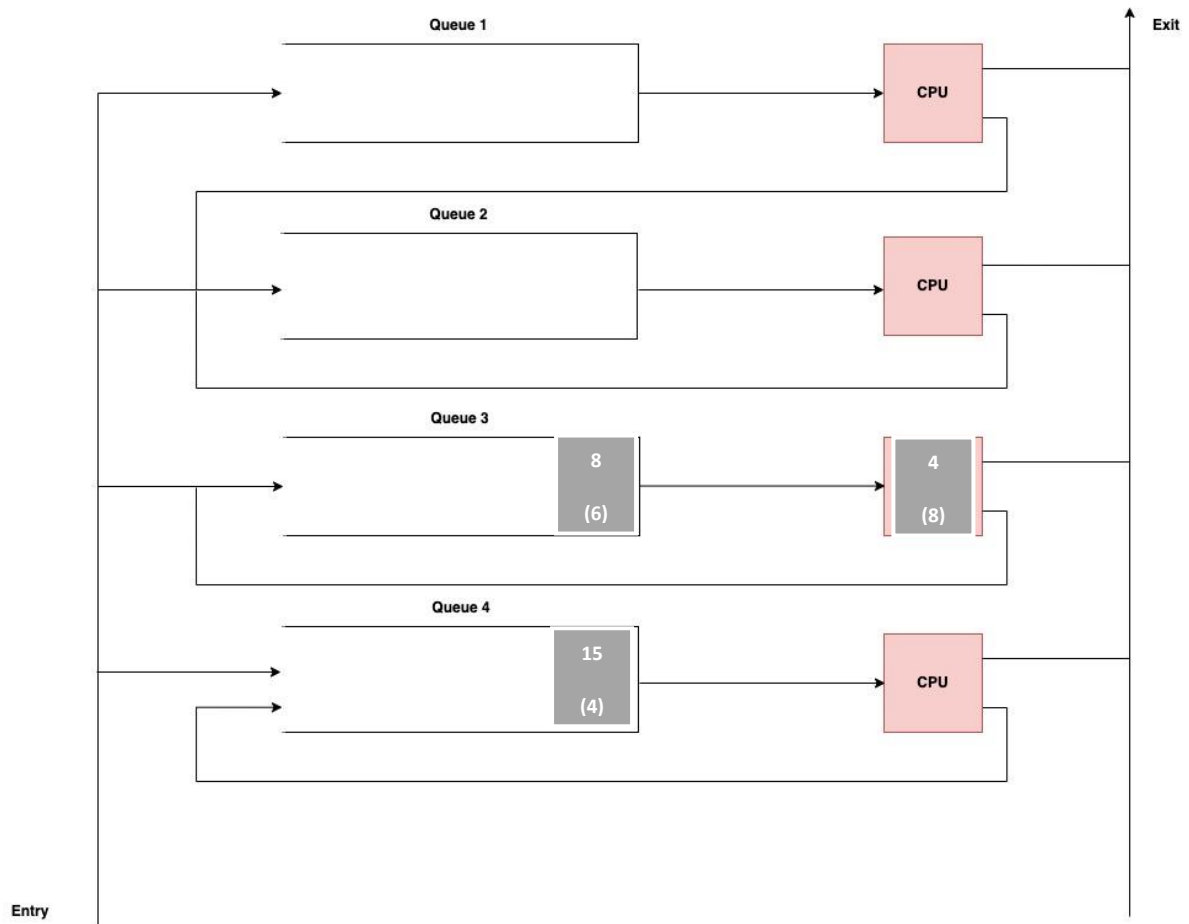 Queue 1
Exit
CPU
Queue 2
CPU
Queue 3
8
(6)
4
(8)
Queue 4
15
(4)
CPU
Entry